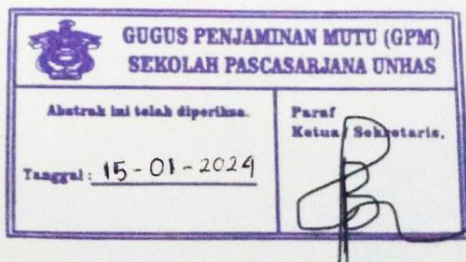 GUGUS PENJAMINAN MUTU (GPM)
SEKOLAH PASCASARJANA UNHAS
Abstrak ini telah diperiksa.
Tanggal : 15 - 01 - 2024
Paraf
Ketua / Sekretaris,